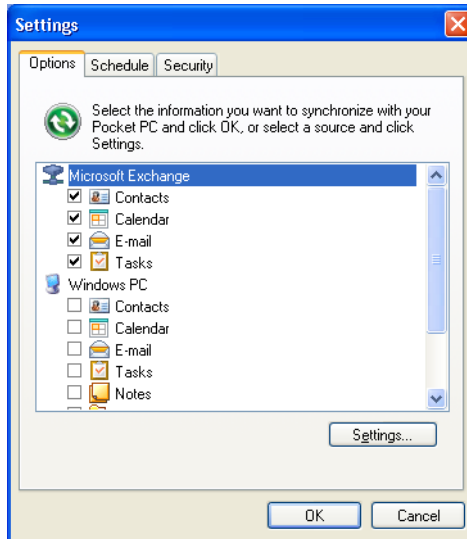 Settings
Options Schedule Security
Select the information you want to synchronize with your
Pocket PC and click OK, or select a source and click
Settings.
Microsoft Exchange
Contacts
Calendar
E-mail
Tasks
Windows PC
Contacts
Calendar
E-mail
Tasks
Notes
Settings...
OK Cancel